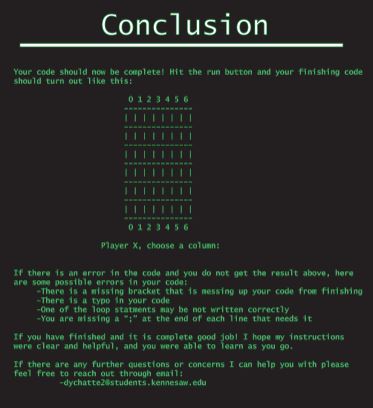 Conclusion
Your code should now be complete! Hit the run button and your finishing code
should turn out like this:
0 1 2 3 4 5 6
---------------
| | | | | | | |
---------------
| | | | | | | |
---------------
| | | | | | | |
---------------
| | | | | | | |
---------------
| | | | | | | |
---------------
| | | | | | | |
---------------
0 1 2 3 4 5 6
Player X, choose a column:
If there is an error in the code and you do not get the result above, here
are some possible errors in your code:
-There is a missing bracket that is messing up your code from finishing
-There is a typo in your code
-One of the loop statments may be not written correctly
-You are missing a ";" at the end of each line that needs it
If you have finished and it is complete good job! I hope my instructions
were clear and helpful, and you were able to learn as you go.
If there are any further questions or concerns I can help you with please
feel free to reach out through email:
-dychatte2@students.kennesaw.edu